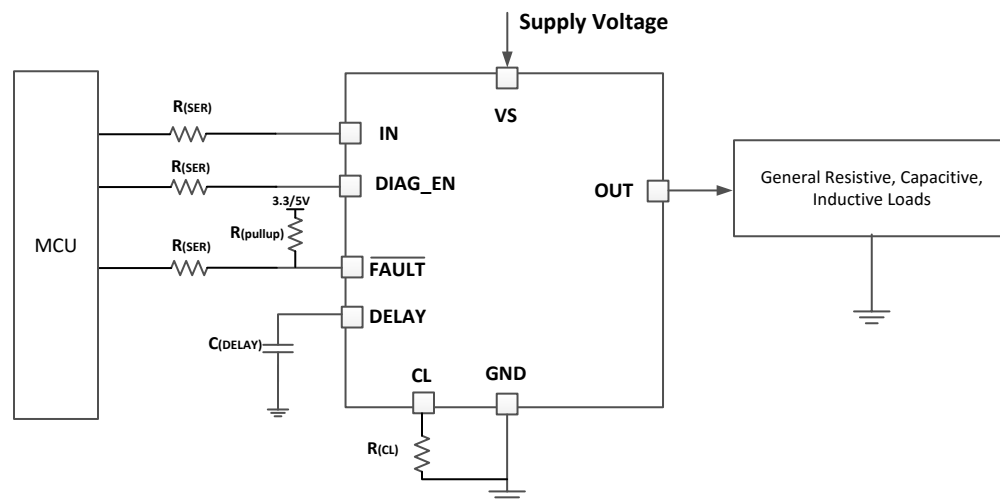 Supply Voltage
VS
MCU
R(SER)
IN
R(SER)
DIAG_EN
3.3/5V
R(pullup)
R(SER)
FAULT
DELAY
C(DELAY)
CL
GND
R(CL)
OUT
General Resistive, Capacitive,
Inductive Loads